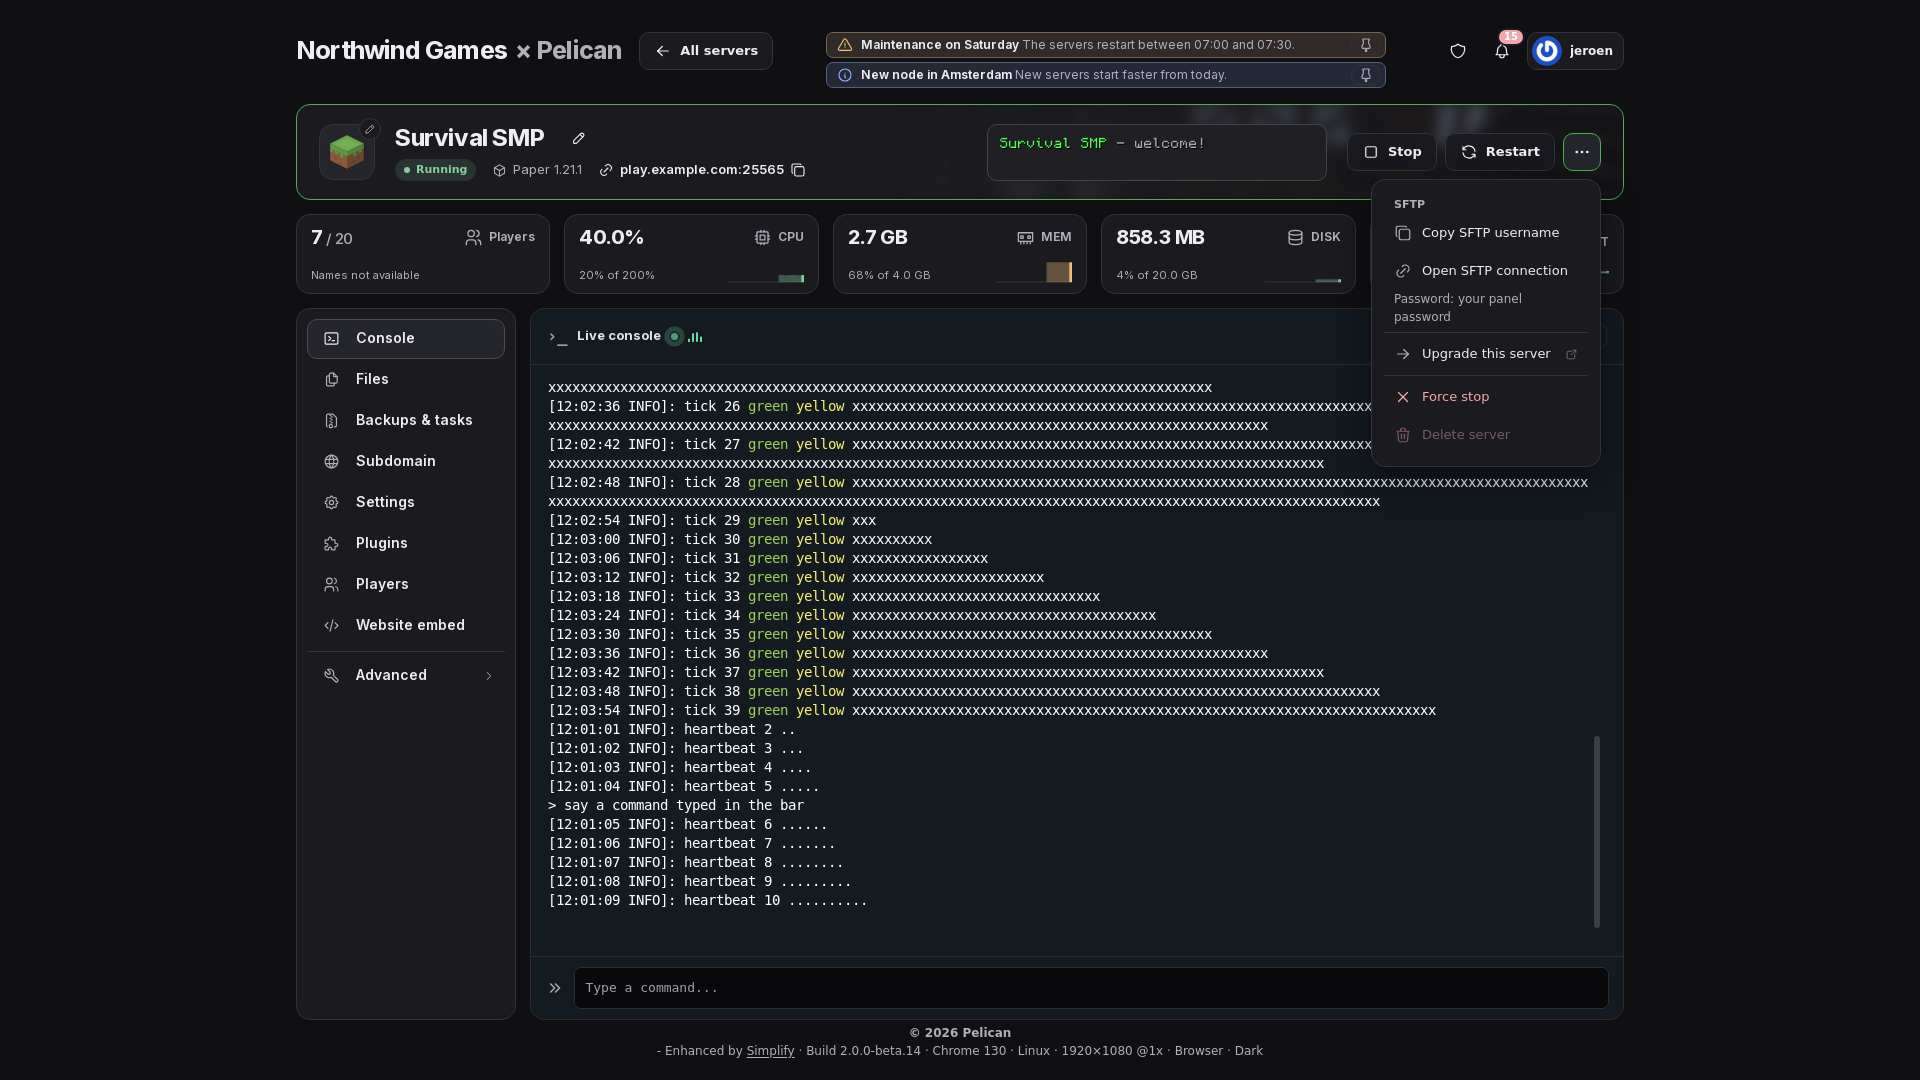 Northwind Games × Pelican
All servers
Maintenance on Saturday The servers restart between 07:00 and 07:30.
New node in Amsterdam New servers start faster from today.
15
jeroen
Survival SMP
Running
Paper 1.21.1
play.example.com:25565
Survival SMP - welcome!
Stop
Restart
7 / 20
Players
Names not available
40.0%
CPU
20% of 200%
2.7 GB
MEM
68% of 4.0 GB
858.3 MB
DISK
4% of 20.0 GB
T
SFTP
Copy SFTP username
Open SFTP connection
Password: your panel
password
Upgrade this server
Force stop
Delete server
Console
Files
Backups & tasks
Subdomain
Settings
Plugins
Players
Website embed
Advanced
>_ Live console
xxxxxxxxxxxxxxxxxxxxxxxxxxxxxxxxxxxxxxxxxxxxxxxxxxxxxxxxxxxxxxxxxxxxxxxxxxxxxxxxxxx
[12:02:36 INFO]: tick 26 green yellow xxxxxxxxxxxxxxxxxxxxxxxxxxxxxxxxxxxxxxxxxxxxxxxxxxxxxxxxxxxxxxxxx
xxxxxxxxxxxxxxxxxxxxxxxxxxxxxxxxxxxxxxxxxxxxxxxxxxxxxxxxxxxxxxxxxxxxxxxxxxxxxxxxxxxxxxxxxx
[12:02:42 INFO]: tick 27 green yellow xxxxxxxxxxxxxxxxxxxxxxxxxxxxxxxxxxxxxxxxxxxxxxxxxxxxxxxxxxxxxxxxx
xxxxxxxxxxxxxxxxxxxxxxxxxxxxxxxxxxxxxxxxxxxxxxxxxxxxxxxxxxxxxxxxxxxxxxxxxxxxxxxxxxxxxxxxxxxxxxxxx
[12:02:48 INFO]: tick 28 green yellow xxxxxxxxxxxxxxxxxxxxxxxxxxxxxxxxxxxxxxxxxxxxxxxxxxxxxxxxxxxxxxxxxxxxxxxxxxxxxxxxxxxxxxxxxxxx
xxxxxxxxxxxxxxxxxxxxxxxxxxxxxxxxxxxxxxxxxxxxxxxxxxxxxxxxxxxxxxxxxxxxxxxxxxxxxxxxxxxxxxxxxxxxxxxxxxxxxxxx
[12:02:54 INFO]: tick 29 green yellow xxx
[12:03:00 INFO]: tick 30 green yellow xxxxxxxxxx
[12:03:06 INFO]: tick 31 green yellow xxxxxxxxxxxxxxxxx
[12:03:12 INFO]: tick 32 green yellow xxxxxxxxxxxxxxxxxxxxxxxx
[12:03:18 INFO]: tick 33 green yellow xxxxxxxxxxxxxxxxxxxxxxxxxxxxxxx
[12:03:24 INFO]: tick 34 green yellow xxxxxxxxxxxxxxxxxxxxxxxxxxxxxxxxxxxxxx
[12:03:30 INFO]: tick 35 green yellow xxxxxxxxxxxxxxxxxxxxxxxxxxxxxxxxxxxxxxxxxxxxx
[12:03:36 INFO]: tick 36 green yellow xxxxxxxxxxxxxxxxxxxxxxxxxxxxxxxxxxxxxxxxxxxxxxxxxxxx
[12:03:42 INFO]: tick 37 green yellow xxxxxxxxxxxxxxxxxxxxxxxxxxxxxxxxxxxxxxxxxxxxxxxxxxxxxxxxxxx
[12:03:48 INFO]: tick 38 green yellow xxxxxxxxxxxxxxxxxxxxxxxxxxxxxxxxxxxxxxxxxxxxxxxxxxxxxxxxxxxxxxxxxx
[12:03:54 INFO]: tick 39 green yellow xxxxxxxxxxxxxxxxxxxxxxxxxxxxxxxxxxxxxxxxxxxxxxxxxxxxxxxxxxxxxxxxxxxxxxxxx
[12:01:01 INFO]: heartbeat 2 ..
[12:01:02 INFO]: heartbeat 3 ...
[12:01:03 INFO]: heartbeat 4 ....
[12:01:04 INFO]: heartbeat 5 .....
> say a command typed in the bar
[12:01:05 INFO]: heartbeat 6 ......
[12:01:06 INFO]: heartbeat 7 .......
[12:01:07 INFO]: heartbeat 8 ........
[12:01:08 INFO]: heartbeat 9 .........
[12:01:09 INFO]: heartbeat 10 ..........
Type a command...
© 2026 Pelican
- Enhanced by Simplify · Build 2.0.0-beta.14 · Chrome 130 · Linux · 1920×1080 @1x · Browser · Dark